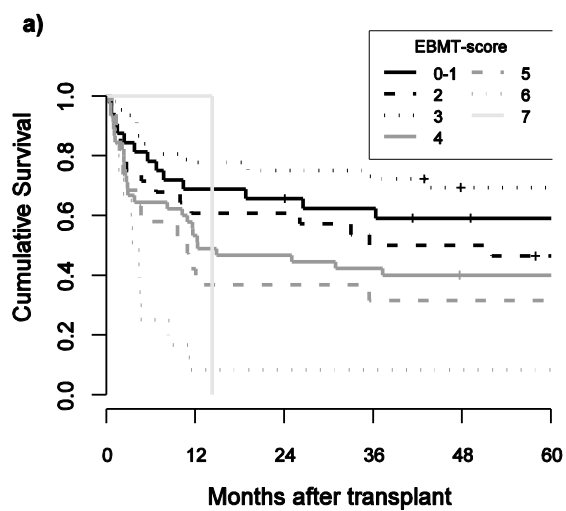 a)
EBMT-score
0-1 5
2 6
3 7
4
Cumulative Survival
1.0
0.8
0.6
0.4
0.2
0.0
0 12 24 36 48 60
Months after transplant